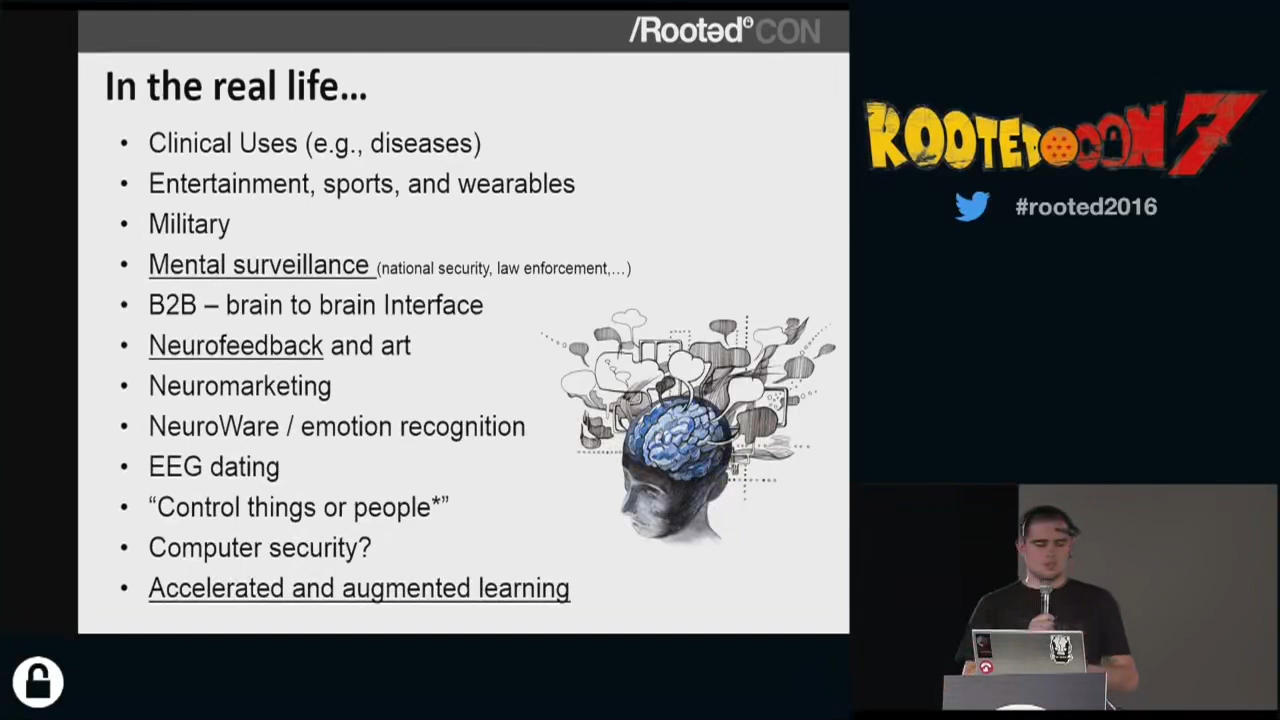 /Rootəd CON
In the real life...
• Clinical Uses (e.g., diseases)
• Entertainment, sports, and wearables
• Military
• Mental surveillance (national security, law enforcement,...)
• B2B – brain to brain Interface
• Neurofeedback and art
• Neuromarketing
• NeuroWare / emotion recognition
• EEG dating
• “Control things or people*”
• Computer security?
• Accelerated and augmented learning
ROOTED CON 7
#rooted2016